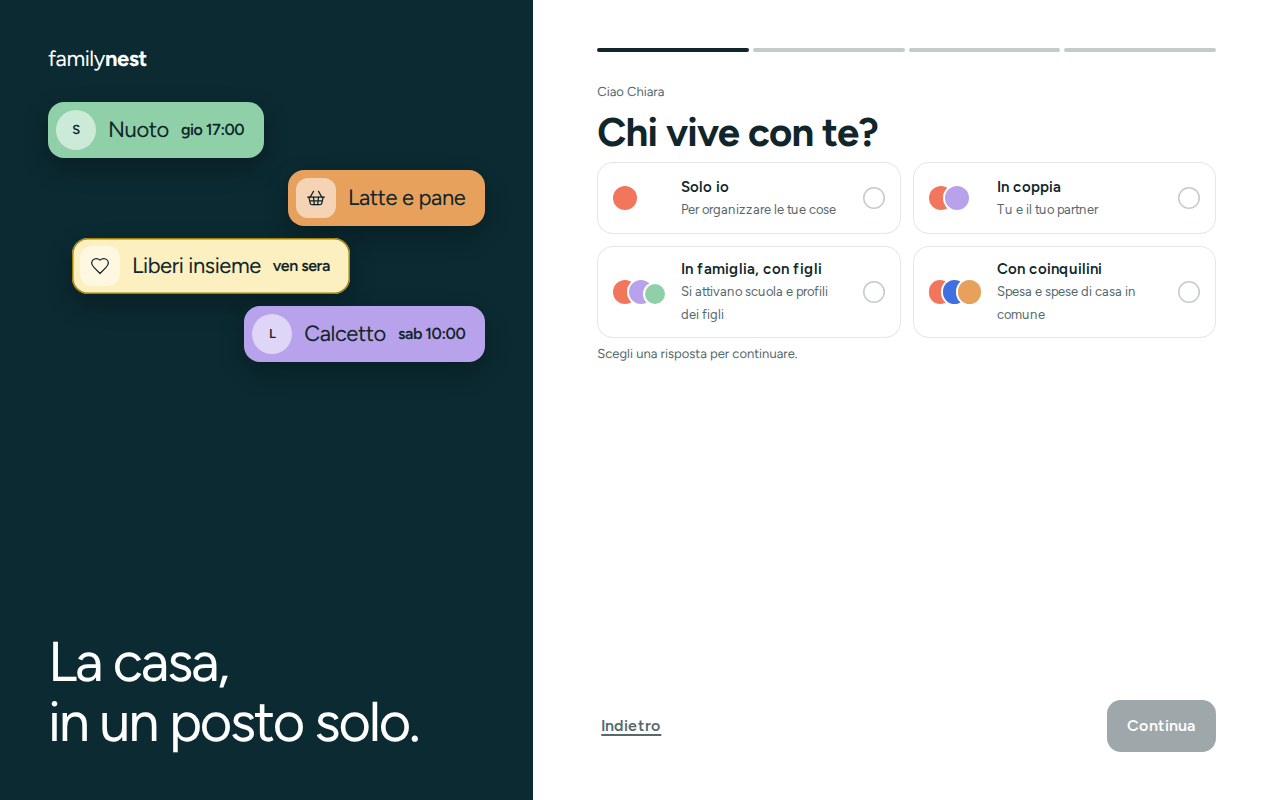 familynest
S Nuoto gio 17:00
Latte e pane
Liberi insieme ven sera
L Calcetto sab 10:00
La casa,
in un posto solo.
Ciao Chiara
Chi vive con te?
Solo io
Per organizzare le tue cose
In coppia
Tu e il tuo partner
In famiglia, con figli
Si attivano scuola e profili
dei figli
Con coinquilini
Spesa e spese di casa in
comune
Scegli una risposta per continuare.
Indietro
Continua